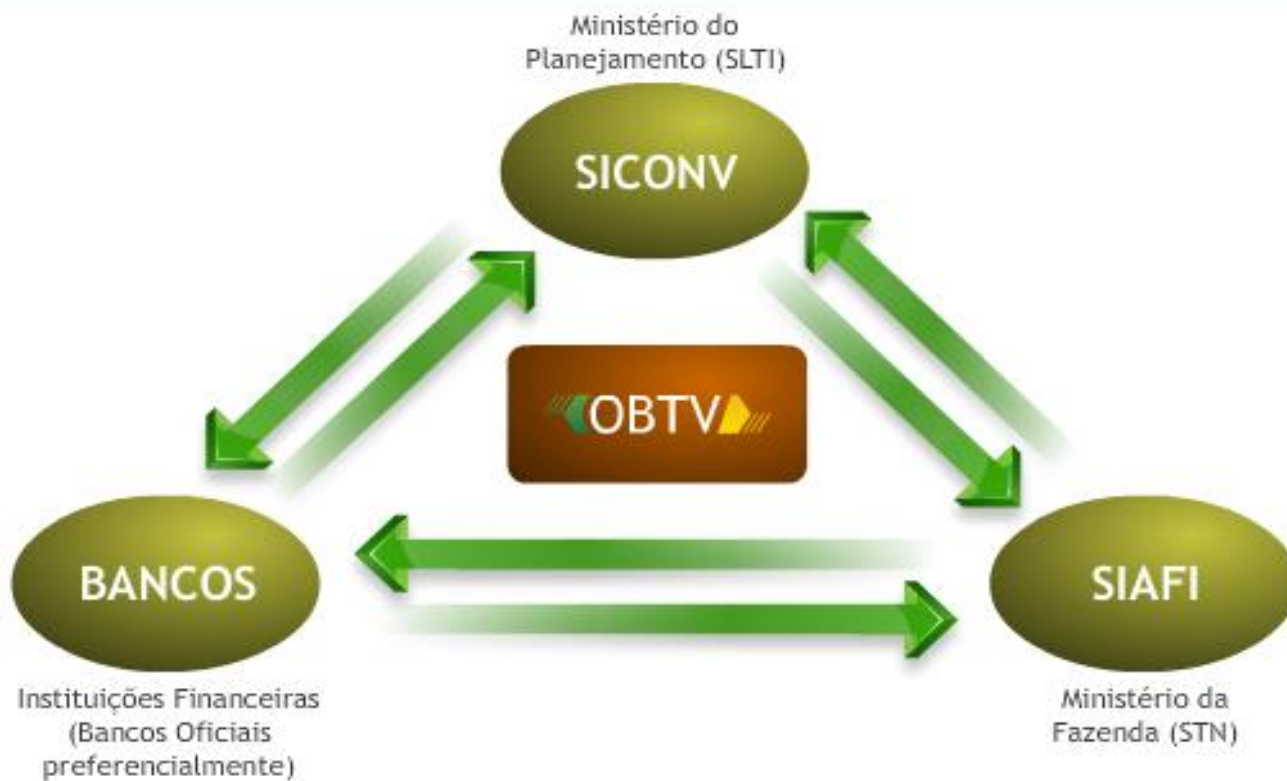 Ministério do
Planejamento (SLTI)
SICONV
OBTV
BANCOS
SIAFI
Instituições Financeiras
(Bancos Oficiais
preferencialmente)
Ministério da
Fazenda (STN)